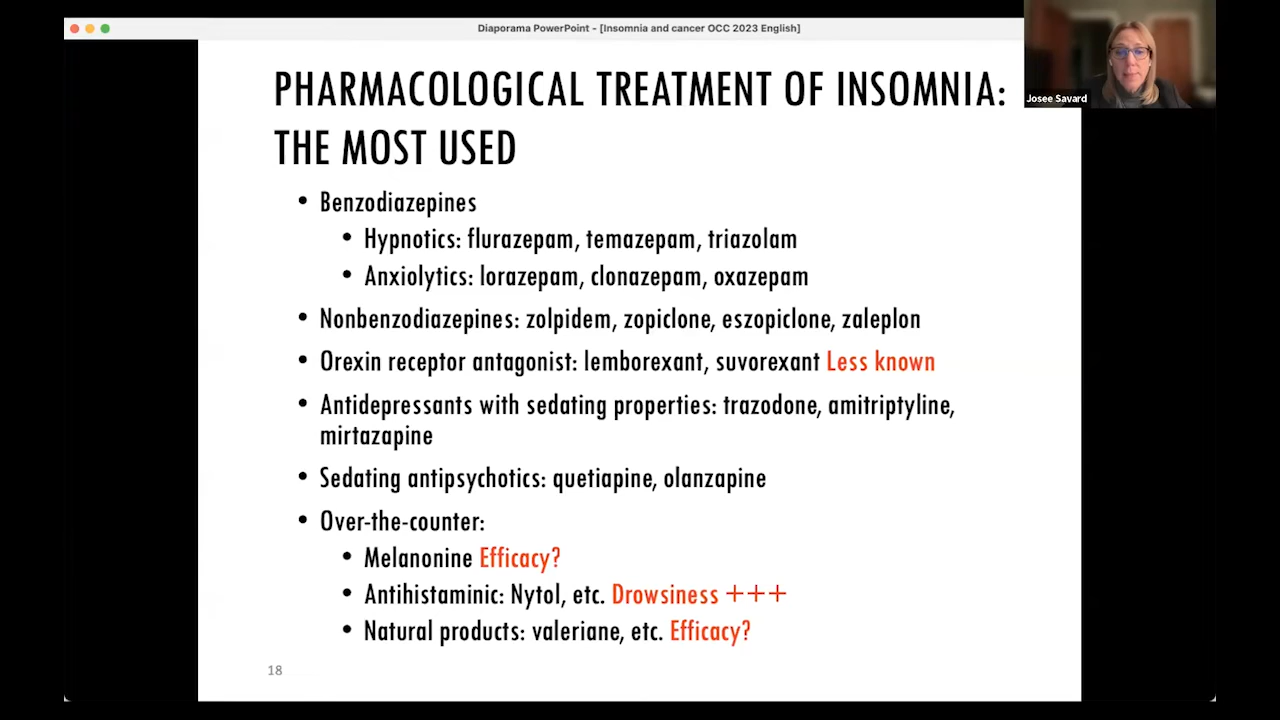 Diaporama PowerPoint - [Insomnia and cancer OCC 2023 English]
Josee Savard
PHARMACOLOGICAL TREATMENT OF INSOMNIA:
THE MOST USED
• Benzodiazepines
• Hypnotics: flurazepam, temazepam, triazolam
• Anxiolytics: lorazepam, clonazepam, oxazepam
• Nonbenzodiazepines: zolpidem, zopiclone, eszopiclone, zaleplon
• Orexin receptor antagonist: lemborexant, suvorexant Less known
• Antidepressants with sedating properties: trazodone, amitriptyline,
mirtazapine
• Sedating antipsychotics: quetiapine, olanzapine
• Over-the-counter:
• Melanonine Efficacy?
• Antihistaminic: Nytol, etc. Drowsiness +++
• Natural products: valeriane, etc. Efficacy?
18